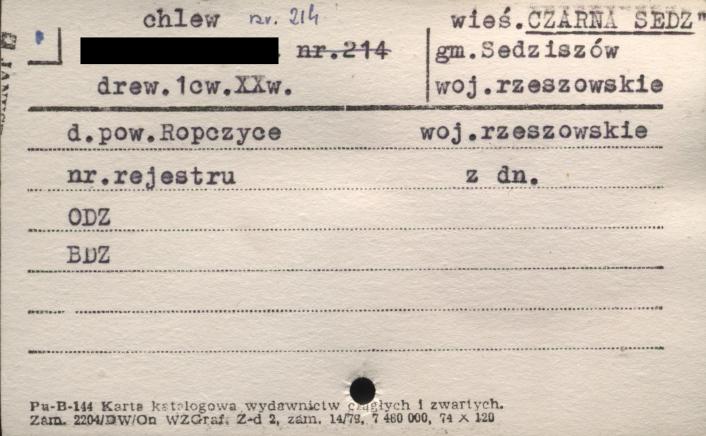 chlew nr. 214 wieś.CZARNA SEDZ"
nr.214 gm.Sedziszów
drew.1cw.XXw. woj.rzeszowskie
d.pow.Ropczyce woj.rzeszowskie
nr.rejestru z dn.
ODZ
BDZ
Pu-B-144 Karta katalogowa wydawnictw ciągłych i zwartych.
Zam. 2204/DW/On WZGraf. Z-d 2, zam. 14/79, 7 460 000, 74 × 120